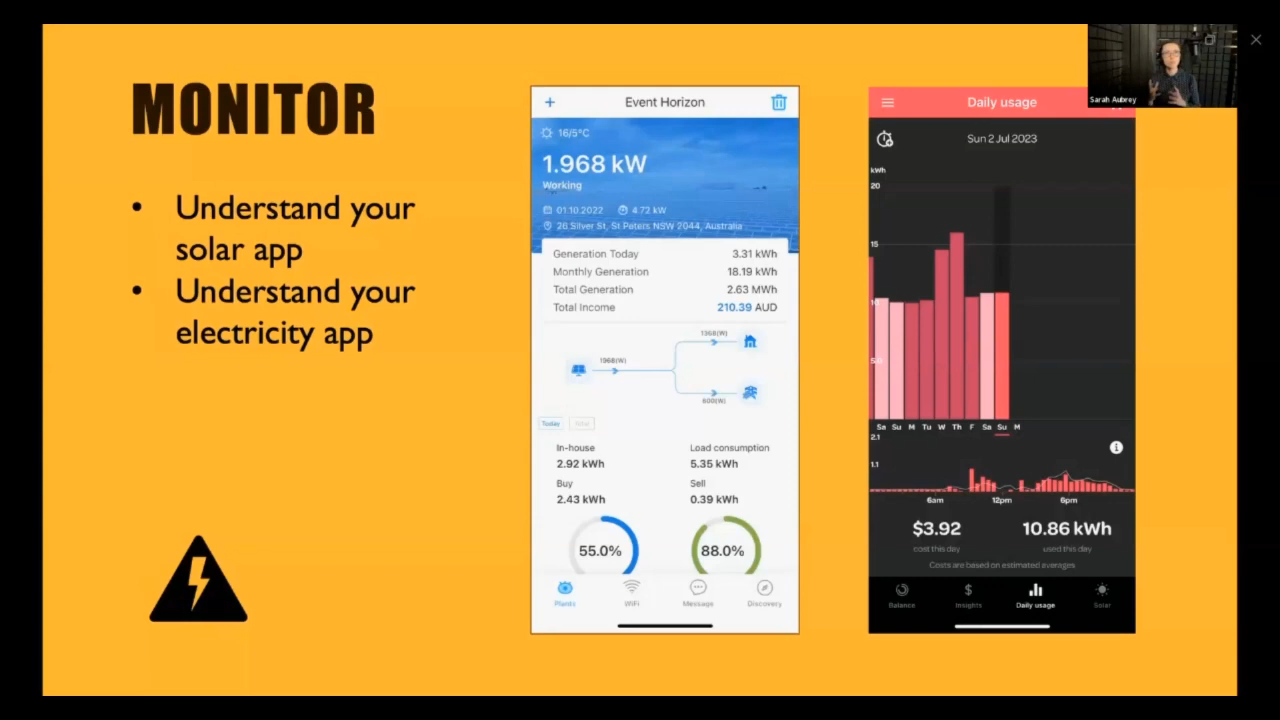 MONITOR
• Understand your
solar app
• Understand your
electricity app
Event Horizon
16/5°C
1.968 kW
Working
01.10.2022 4.72 kW
26 Silver St, St Peters NSW 2044, Australia
Generation Today 3.31 kWh
Monthly Generation 18.19 kWh
Total Generation 2.63 MWh
Total Income 210.39 AUD
1368(W)
1968(W)
600(W)
Today
In-house Load consumption
2.92 kWh 5.35 kWh
Buy Sell
2.43 kWh 0.39 kWh
55.0% 88.0%
Plants WiFi Message Discovery
Sarah Aubrey
Daily usage
Sun 2 Jul 2023
kWh
20
15
10
Sa Su M Tu W Th F Sa Su M
2.1
1.1
6am 12pm 6pm
$3.92 10.86 kWh
cost this day used this day
Costs are based on estimated averages
Balance Insights Daily usage Solar